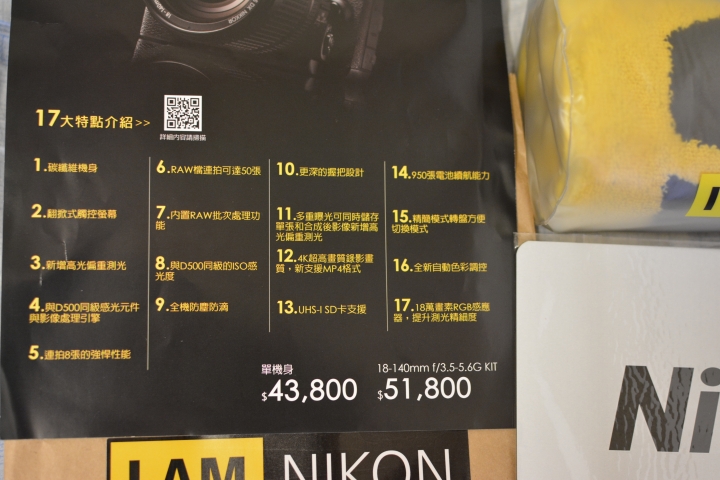 18-140
DX NIKKOR
17大特點介紹>>
詳細內容請掃描
1.碳纖維機身
2.翻掀式觸控螢幕
3.新增高光偏重測光
4.與D500同級感光元件
與影像處理引擎
5.連拍8張的強悍性能
6.RAW檔連拍可達50張
7.內置RAW批次處理功
能
8.與D500同級的ISO感
光度
9.全機防塵防滴
10.更深的握把設計
11.多重曝光可同時儲存
單張和合成後影像新增高
光偏重測光
12.4K超高畫質錄影畫
質，新支援MP4格式
13.UHS-I SD卡支援
14.950張電池續航能力
15.精簡模式轉盤方便
切換模式
16.全新自動色彩調控
17.18萬畫素RGB感應
器，提升測光精細度
單機身
$43,800
18-140mm f/3.5-5.6G KIT
$51,800
I AM NIKON
Ni